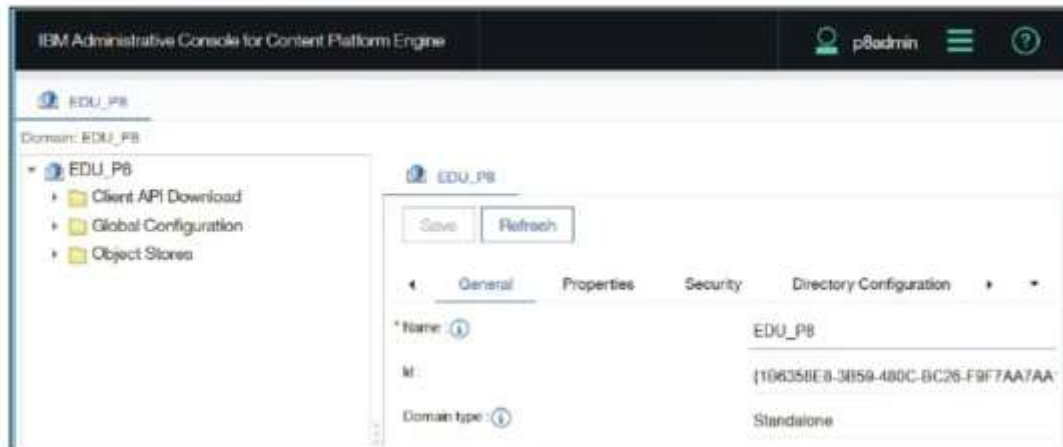 IBM Administrative Console for Content Platform Engine
p8admin
EDU_P8
Domain: EDU_P8
EDU_P8
Client API Download
Global Configuration
Object Stores
EDU_P8
Save Refresh
General Properties Security Directory Configuration
* Name :
EDU_P8
Id :
Domain type :
Standalone